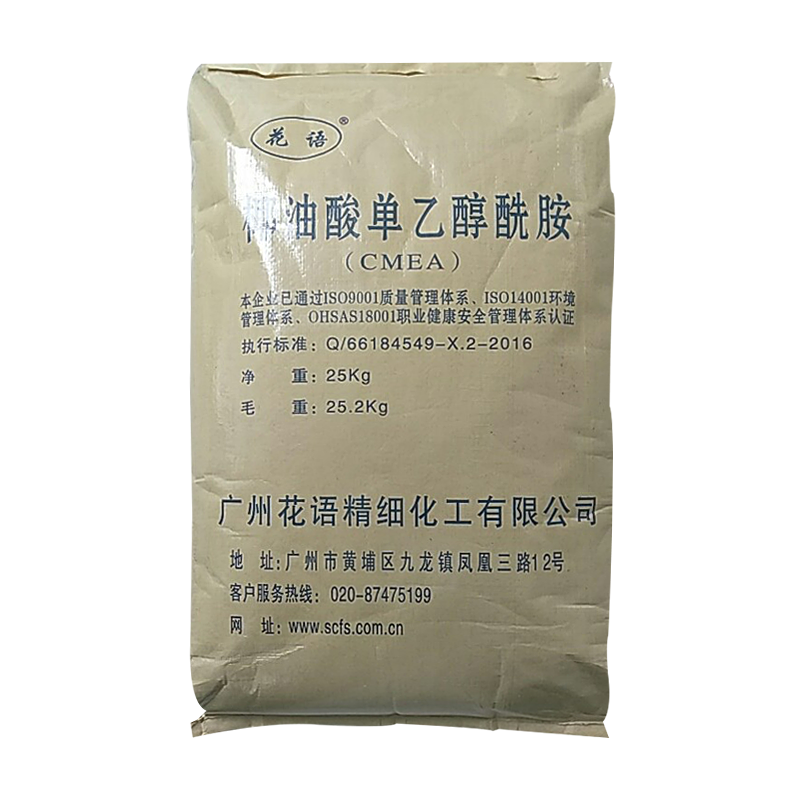 花语®
椰油酸单乙醇酰胺
（CMEA）
本企业已通过ISO9001质量管理体系、ISO14001环境
管理体系、OHSAS18001职业健康安全管理体系认证
执行标准：Q/66184549-X.2-2016
净 重：25Kg
毛 重：25.2Kg
广州花语精细化工有限公司
地 址:广州市黄埔区九龙镇凤凰三路12号
客户服务热线：020-87475199
网 址：www.scfs.com.cn